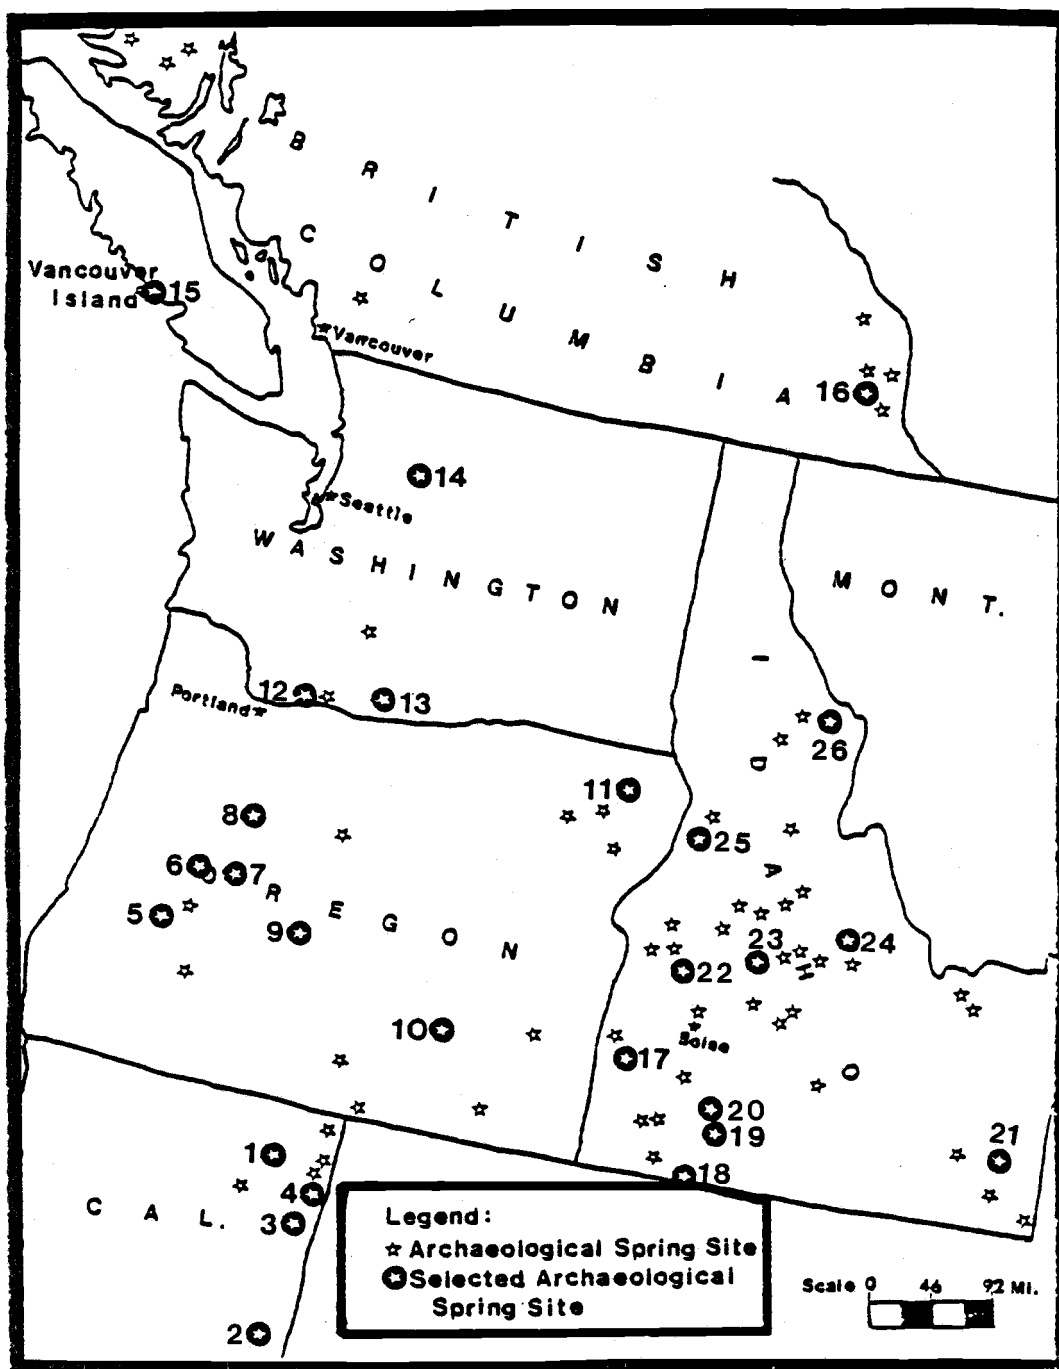 BRITISH
COLUMBIA
Vancouver
Island
15
Vancouver
16
14
Seattle
WASHINGTON
MONT.
12
13
Portland
IDAHO
26
11
8
25
6
7
OREGON
5
9
23
24
22
10
Boise
17
20
19
21
1
18
4
CAL.
3
Legend:
Archaeological Spring Site
Selected Archaeological
Spring Site
Scale 0 46 92 Mi.
2